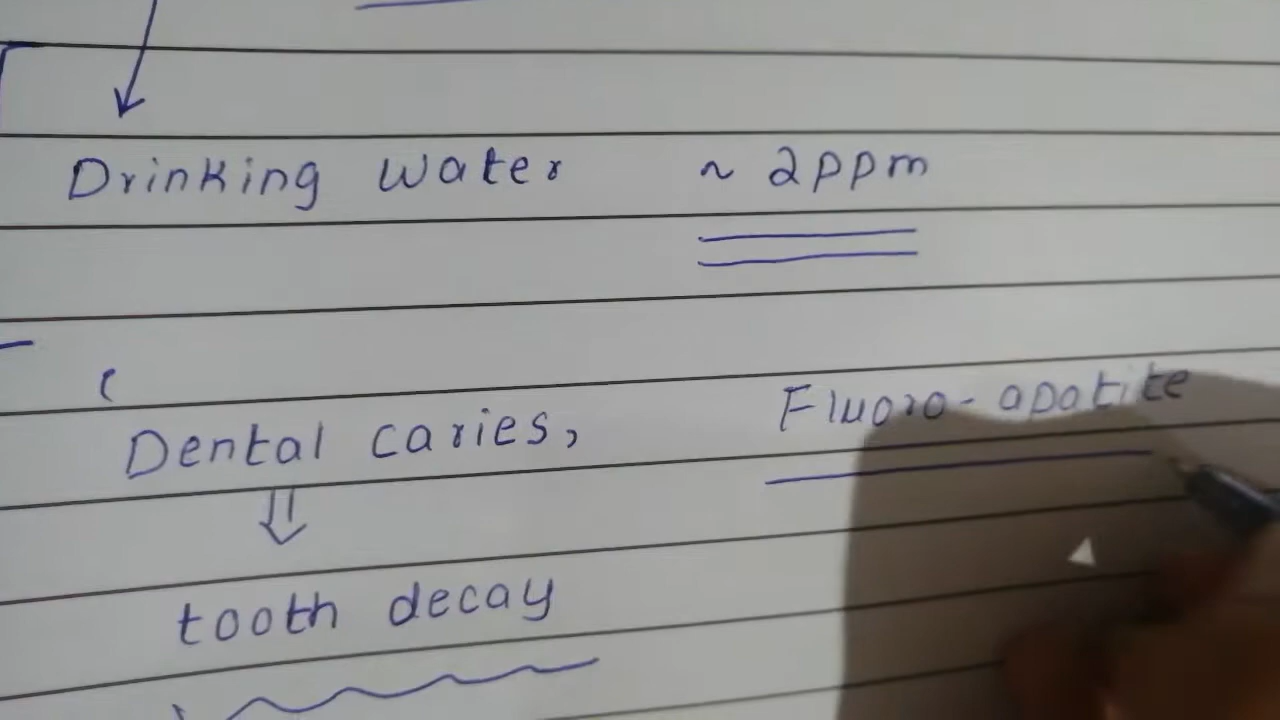 Drinking water ~ 2ppm
Dental caries, Fluoro-apatite
tooth decay